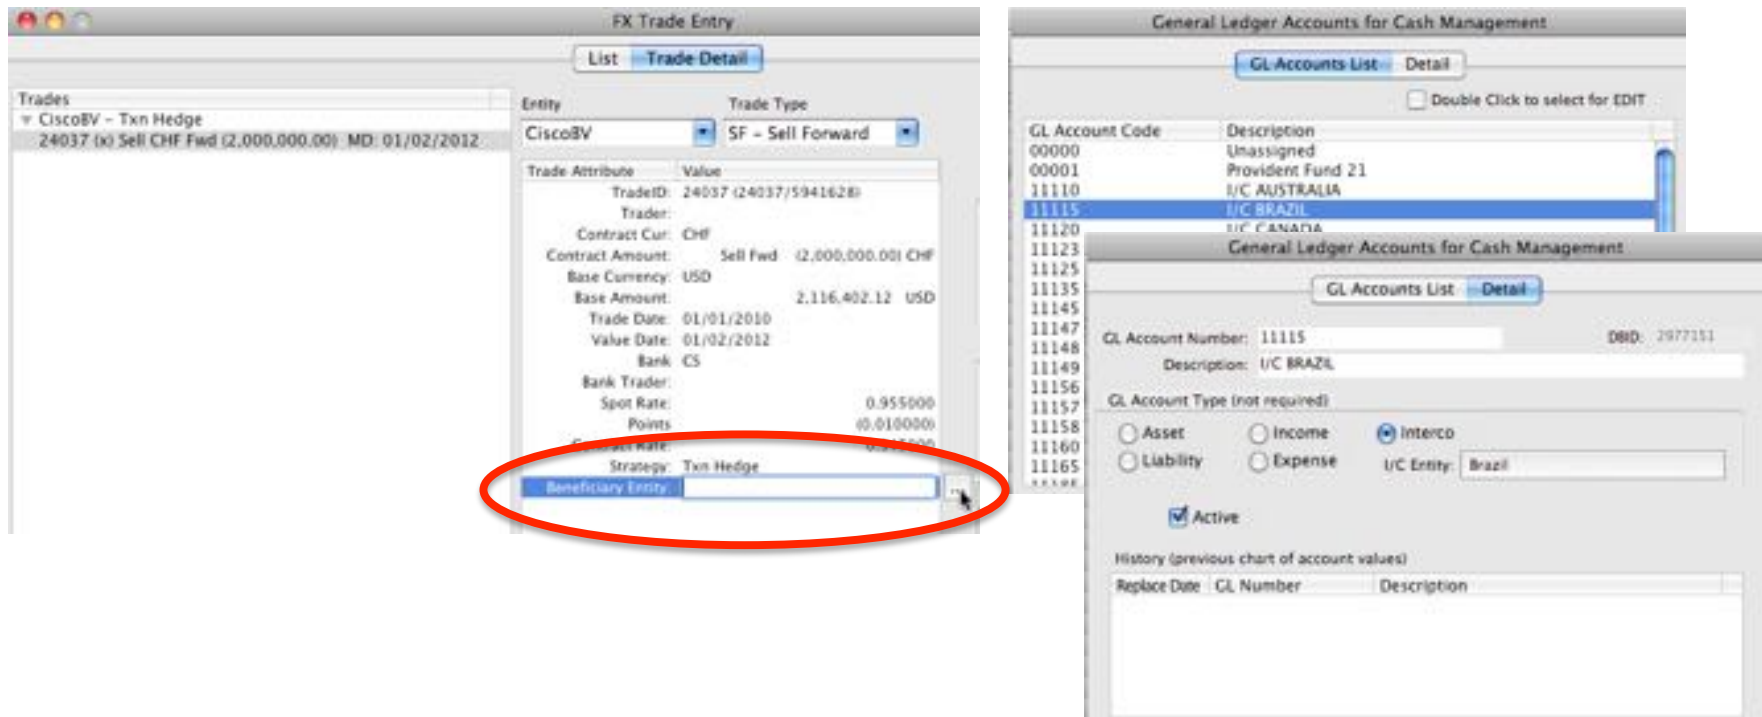 FX Trade Entry
List Trade Detail
Trades
CiscoBV – Txn Hedge
24037 (x) Sell CHF Fwd (2,000,000.00) MD: 01/02/2012
Entity Trade Type
CiscoBV SF – Sell Forward
Trade Attribute Value
TradeID: 24037 (24037/5941628)
Trader:
Contract Cur: CHF
Contract Amount: Sell Fwd (2,000,000.00) CHF
Base Currency: USD
Base Amount: 2,116,402.12 USD
Trade Date: 01/01/2010
Value Date: 01/02/2012
Bank: CS
Bank Trader:
Spot Rate: 0.955000
Points: (0.010000)
Contract Rate: 0.945000
Strategy: Txn Hedge
Beneficiary Entity: ...
General Ledger Accounts for Cash Management
GL Accounts List Detail
Double Click to select for EDIT
GL Account Code Description
00000 Unassigned
00001 Provident Fund 21
11110 I/C AUSTRALIA
11115 I/C BRAZIL
11120 I/C CANADA
11123
11125
11135
11145
11147
11148
11149
11156
11157
11158
11160
11165
General Ledger Accounts for Cash Management
GL Accounts List Detail
GL Account Number: 11115 DBID: 2977151
Description: I/C BRAZIL
GL Account Type (not required)
Asset Income Interco
Liability Expense I/C Entity: Brazil
Active
History (previous chart of account values)
Replace Date GL Number Description